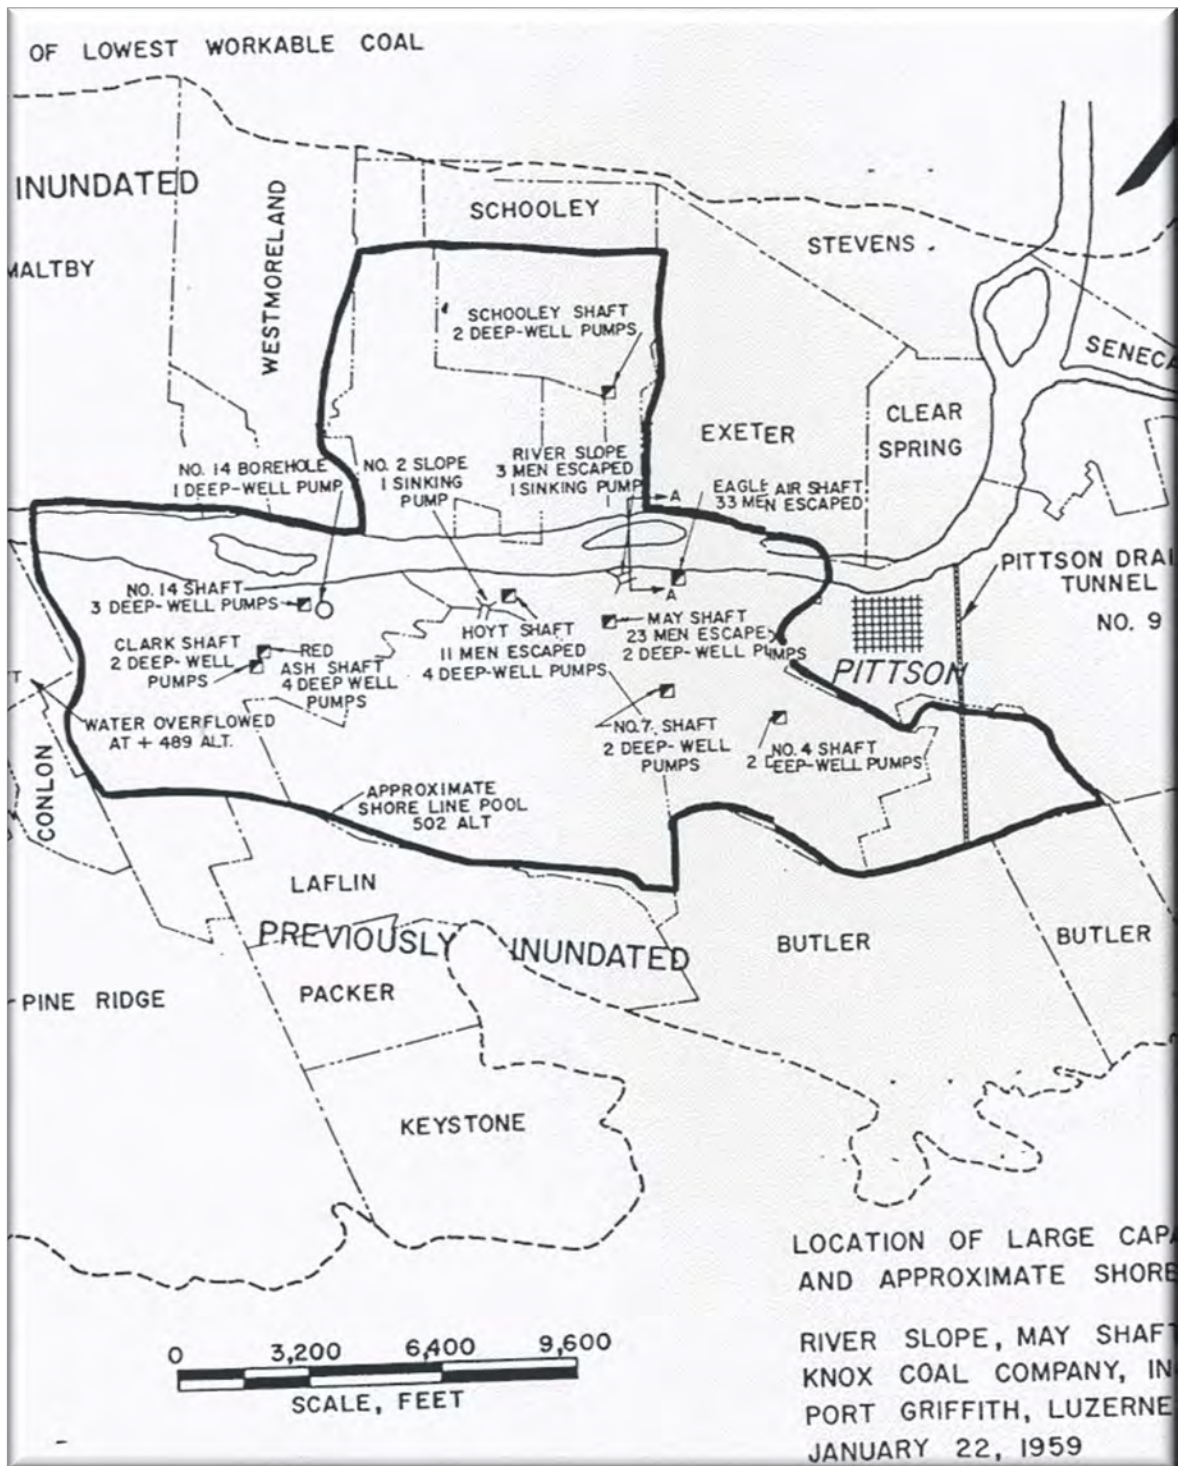 OF LOWEST WORKABLE COAL
INUNDATED
MALTBY
WESTMORELAND
SCHOOLEY
STEVENS
SENECA
SCHOOLEY SHAFT
2 DEEP-WELL PUMPS
CLEAR
SPRING
EXETER
NO. 14 BOREHOLE
1 DEEP-WELL PUMP
NO. 2 SLOPE
1 SINKING
PUMP
RIVER SLOPE
3 MEN ESCAPED
1 SINKING PUMP
A
EAGLE AIR SHAFT
33 MEN ESCAPED
PITTSON DRAI
TUNNEL
NO. 9
NO. 14 SHAFT
3 DEEP-WELL PUMPS
A
HOYT SHAFT
11 MEN ESCAPED
4 DEEP-WELL PUMPS
MAY SHAFT
23 MEN ESCAPE
2 DEEP-WELL PUMPS
PITTSON
CLARK SHAFT
2 DEEP-WELL
PUMPS
RED
ASH SHAFT
4 DEEP WELL
PUMPS
T
WATER OVERFLOWED
AT + 489 ALT.
NO. 7 SHAFT
2 DEEP-WELL
PUMPS
NO. 4 SHAFT
2 DEEP-WELL PUMPS
CONLON
APPROXIMATE
SHORE LINE POOL
502 ALT
LAFLIN
PREVIOUSLY INUNDATED
BUTLER
BUTLER
PINE RIDGE
PACKER
KEYSTONE
LOCATION OF LARGE CAPA
AND APPROXIMATE SHORE
RIVER SLOPE, MAY SHAFT
KNOX COAL COMPANY, IN
PORT GRIFFITH, LUZERNE
JANUARY 22, 1959
0 3,200 6,400 9,600
SCALE, FEET